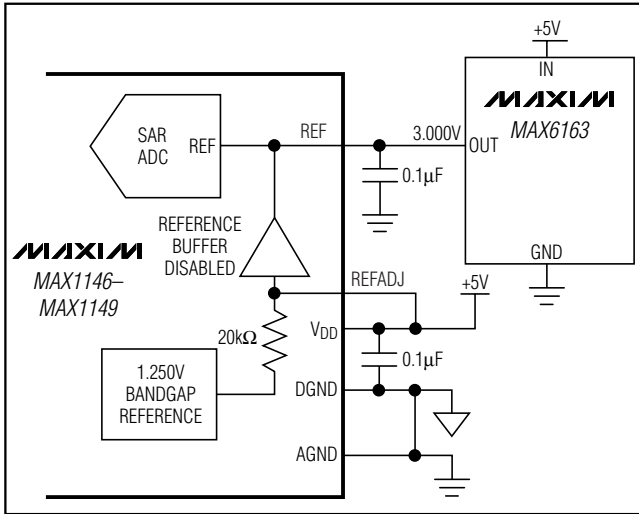 +5V
IN
MAXIM
MAX6163
OUT
GND
SAR
ADC
REF
REF
3.000V
0.1µF
REFERENCE
BUFFER
DISABLED
MAXIM
MAX1146–
MAX1149
REFADJ
+5V
20kΩ
VDD
0.1µF
1.250V
BANDGAP
REFERENCE
DGND
AGND